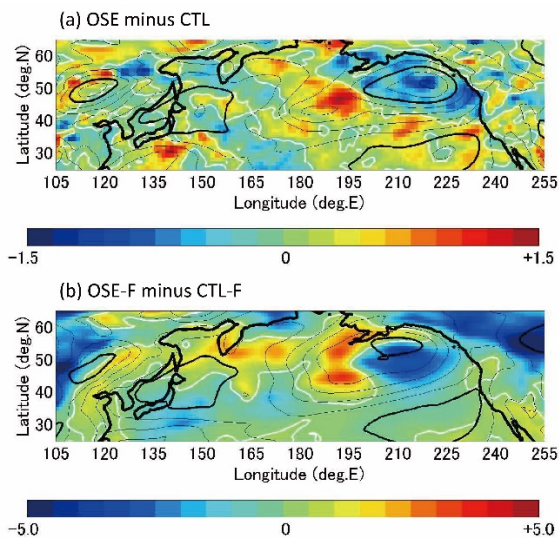 (a) OSE minus CTL
60
50
40
30
Latitude (deg.N)
105 120 135 150 165 180 195 210 225 240 255
Longitude (deg.E)
-1.5 0 +1.5
(b) OSE-F minus CTL-F
60
50
40
30
Latitude (deg.N)
105 120 135 150 165 180 195 210 225 240 255
Longitude (deg.E)
-5.0 0 +5.0